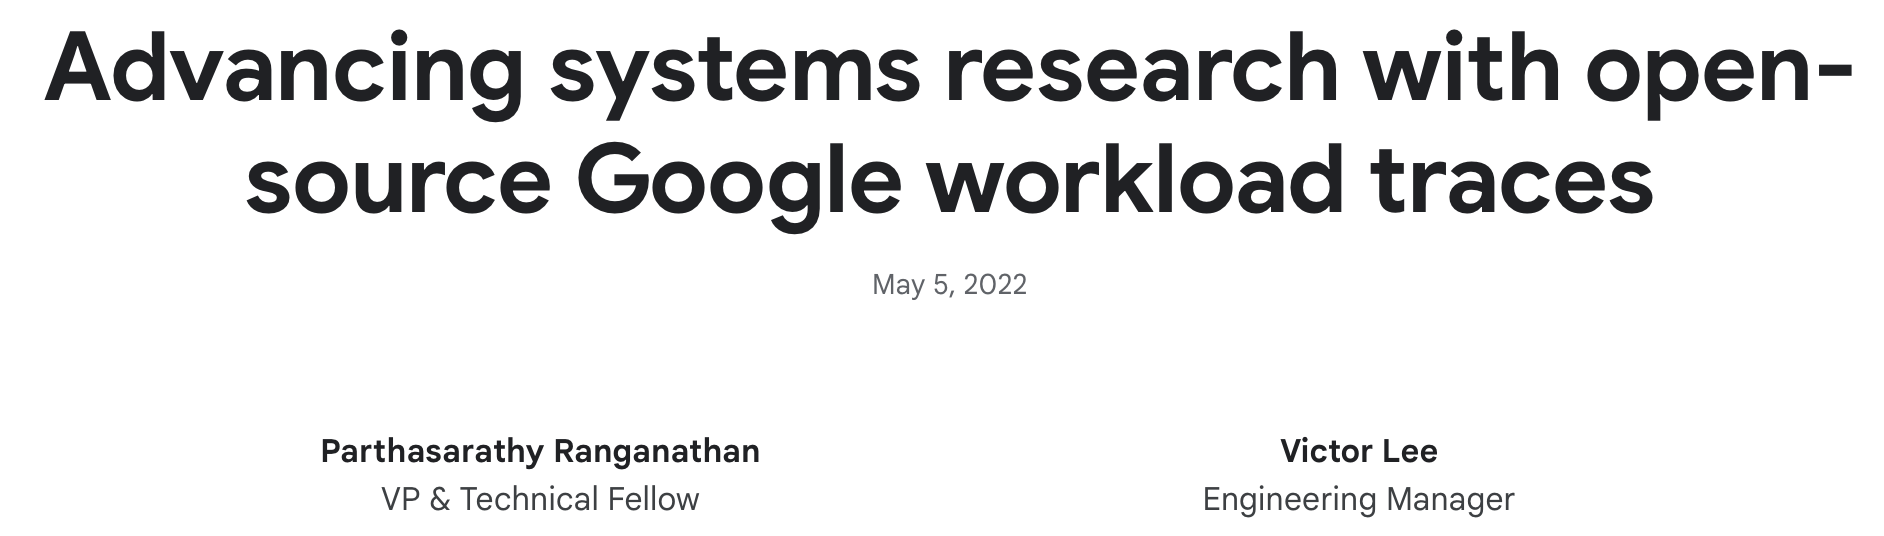 Advancing systems research with open-
source Google workload traces
May 5, 2022
Parthasarathy Ranganathan
VP & Technical Fellow
Victor Lee
Engineering Manager